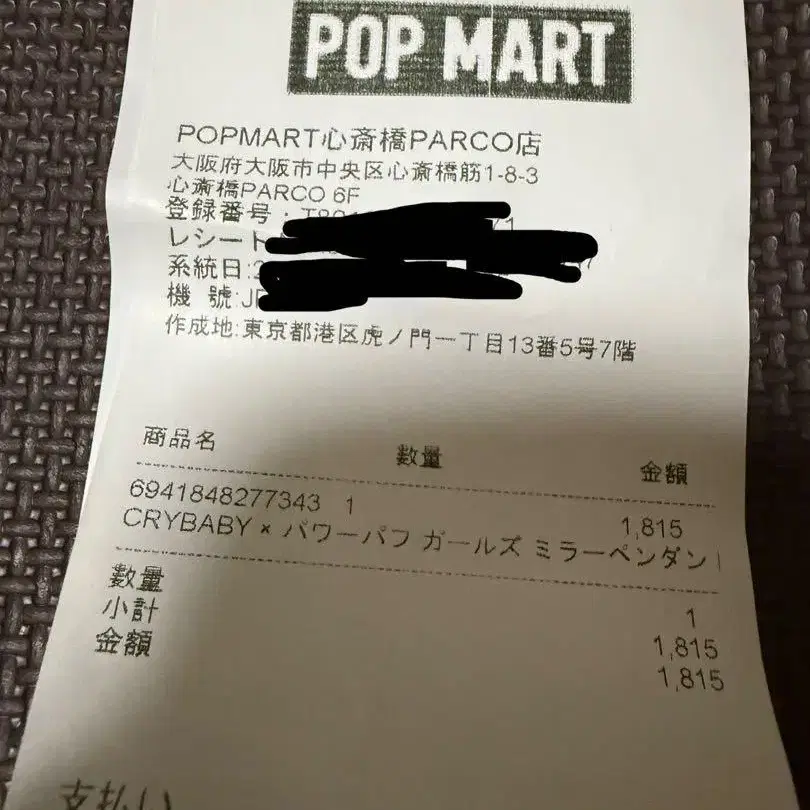 POP MART
POPMART心斎橋PARCO店
大阪府大阪市中央区心斎橋筋1-8-3
心斎橋PARCO 6F
登録番号:
レシート
系統日:2
機 號:JP
作成地:東京都港区虎ノ門一丁目13番5号7階
商品名 数量 金額
6941848277343 1 1,815
CRYBABY × パワーパフ ガールズ ミラーペンダン
数量 1
小計 1,815
金額 1,815
支払い